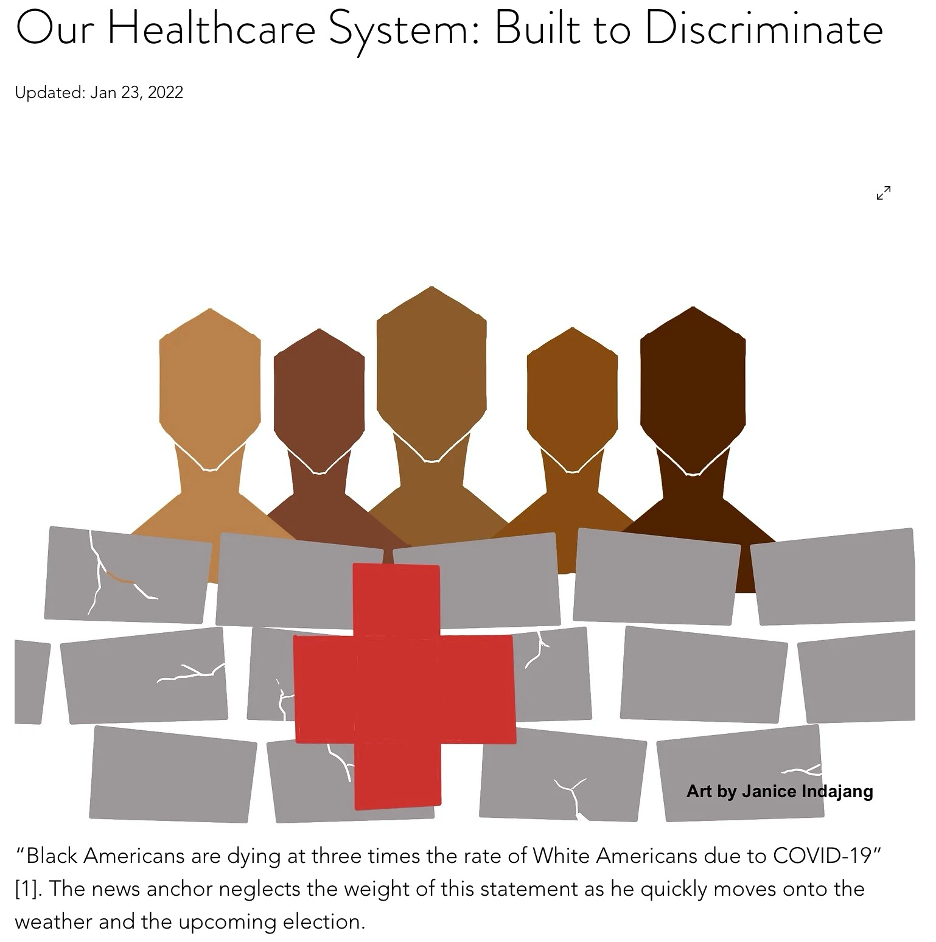 Our Healthcare System: Built to Discriminate
Updated: Jan 23, 2022
Art by Janice Indajang
“Black Americans are dying at three times the rate of White Americans due to COVID-19”
[1]. The news anchor neglects the weight of this statement as he quickly moves onto the
weather and the upcoming election.